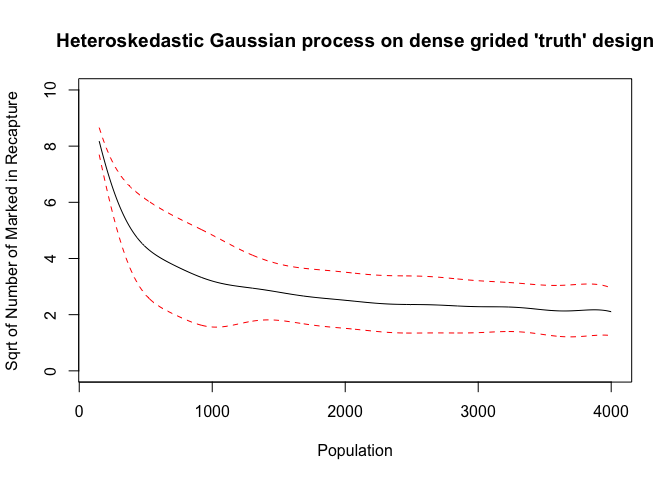 Heteroskedastic Gaussian process on dense grided 'truth' design
Sqrt of Number of Marked in Recapture
10
8
6
4
2
0
0 1000 2000 3000 4000
Population